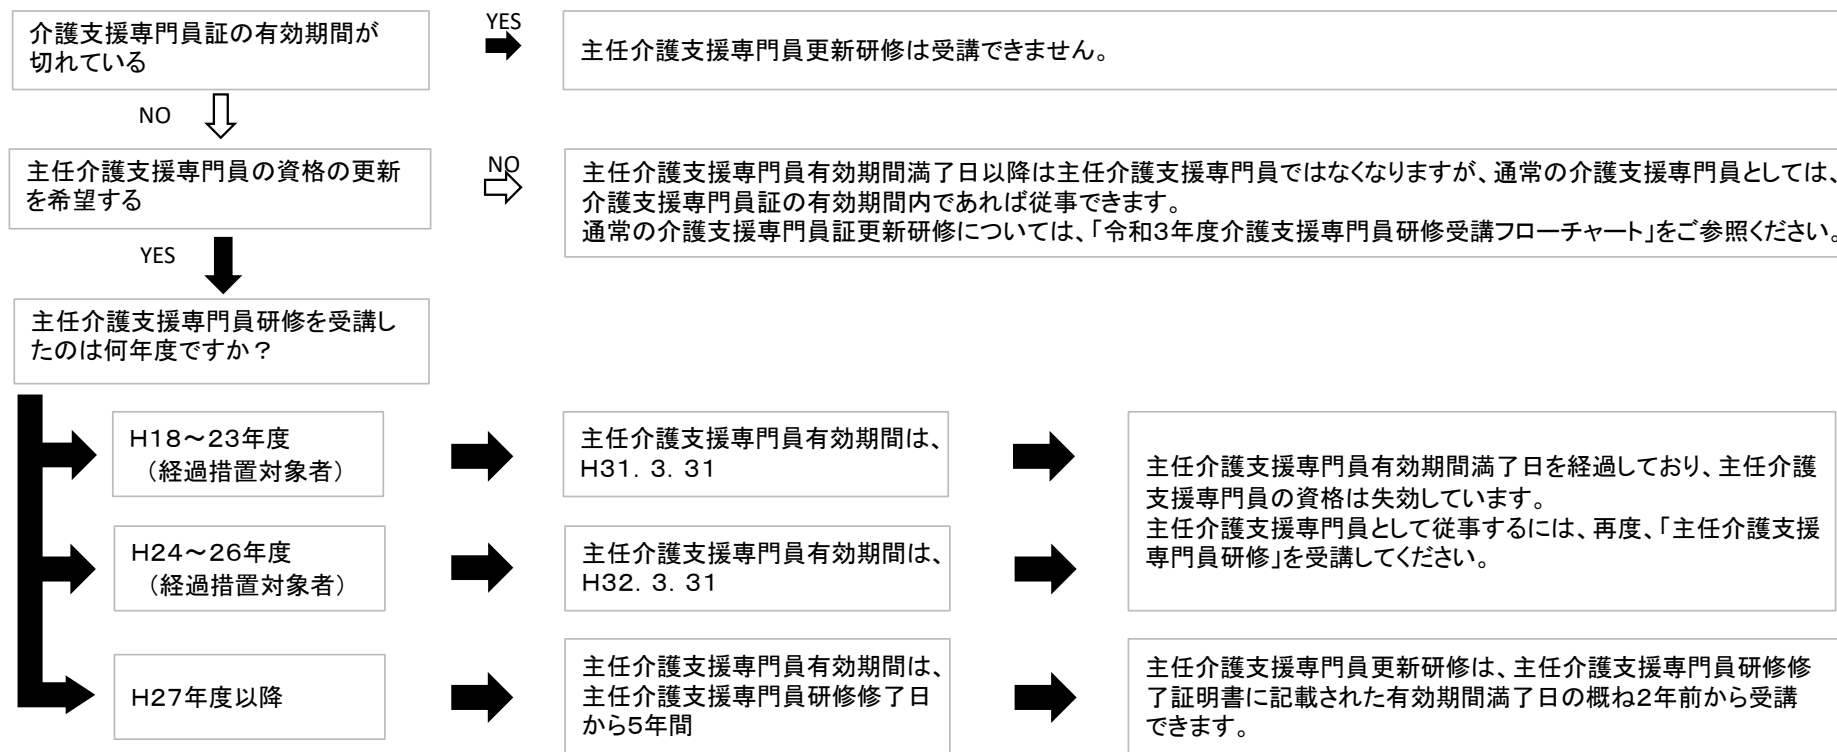 介護支援専門員証の有効期間が
切れている
YES
主任介護支援専門員更新研修は受講できません。
NO
主任介護支援専門員の資格の更新
を希望する
NO
主任介護支援専門員有効期間満了日以降は主任介護支援専門員ではなくなりますが、通常の介護支援専門員としては、
介護支援専門員証の有効期間内であれば従事できます。
通常の介護支援専門員証更新研修については、「令和3年度介護支援専門員研修受講フローチャート」をご参照ください。
YES
主任介護支援専門員研修を受講し
たのは何年度ですか？
H18～23年度
（経過措置対象者）
主任介護支援専門員有効期間は、
H31．3．31
主任介護支援専門員有効期間満了日を経過しており、主任介護
支援専門員の資格は失効しています。
主任介護支援専門員として従事するには、再度、「主任介護支援
専門員研修」を受講してください。
H24～26年度
（経過措置対象者）
主任介護支援専門員有効期間は、
H32．3．31
H27年度以降
主任介護支援専門員有効期間は、
主任介護支援専門員研修修了日
から5年間
主任介護支援専門員更新研修は、主任介護支援専門員研修修
了証明書に記載された有効期間満了日の概ね2年前から受講
できます。